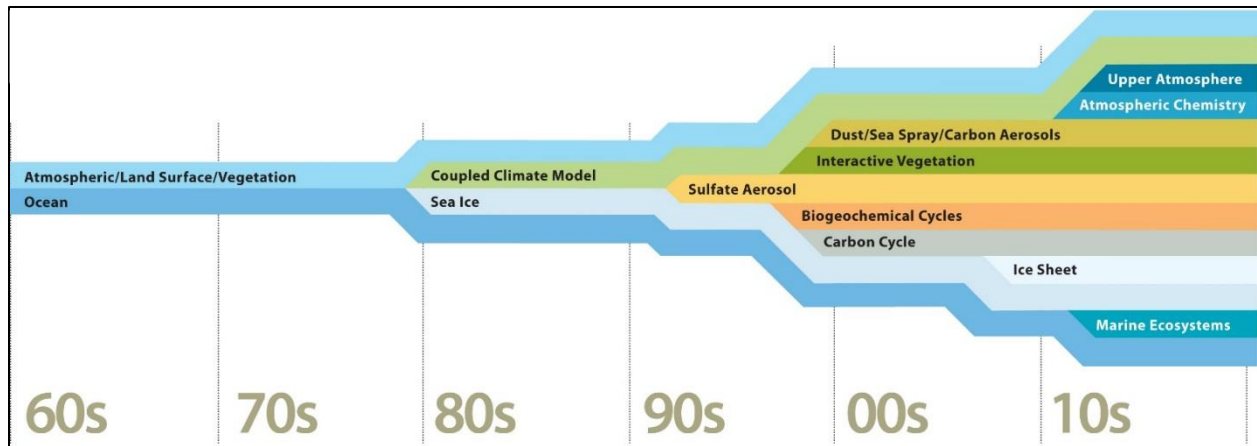 Upper Atmosphere
Atmospheric Chemistry
Dust/Sea Spray/Carbon Aerosols
Interactive Vegetation
Atmospheric/Land Surface/Vegetation
Coupled Climate Model
Sulfate Aerosol
Ocean
Sea Ice
Biogeochemical Cycles
Carbon Cycle
Ice Sheet
Marine Ecosystems
60s 70s 80s 90s 00s 10s